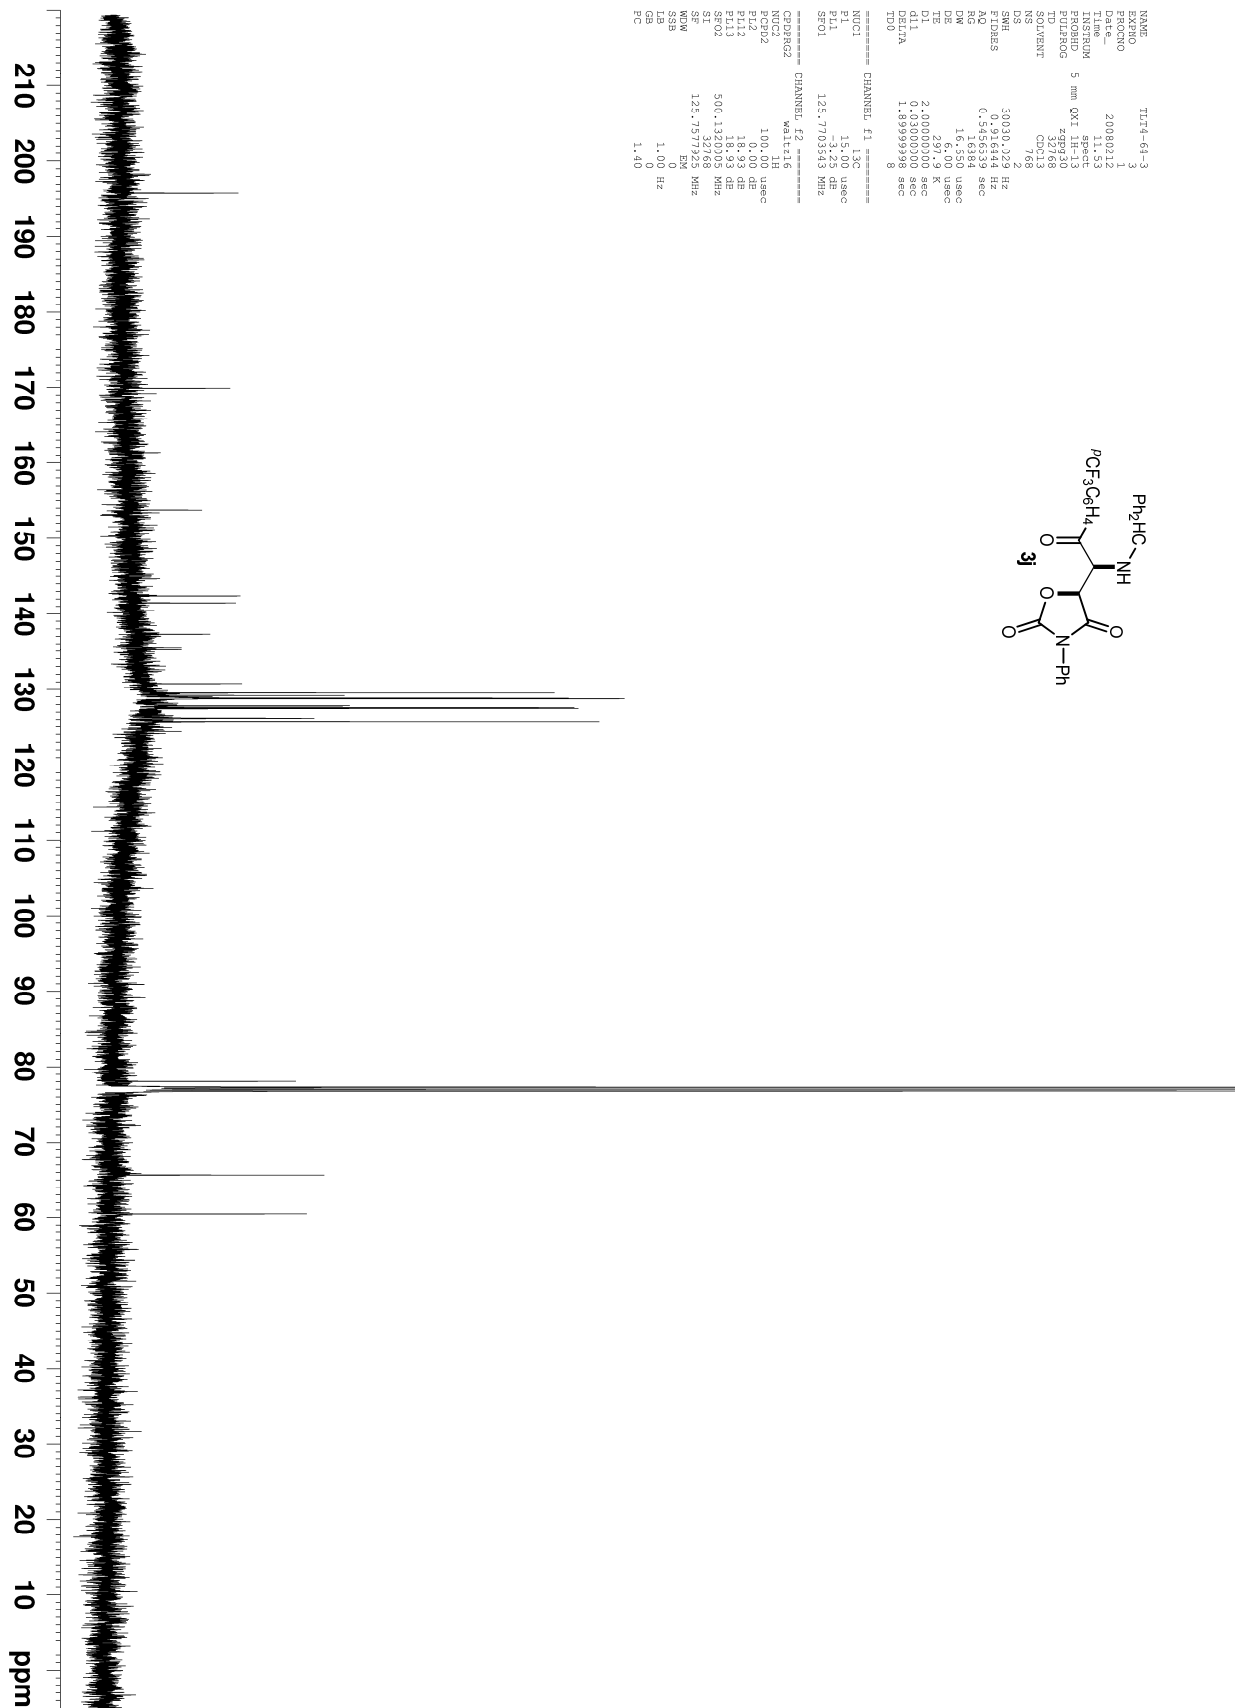 NAME TLT4-64-3
EXPNO 3
PROCNO 1
Date_ 20080212
Time 11.53
INSTRUM spect
PROBHD 5 mm QXI 1H-13
PULPROG zgpg30
TD 32768
SOLVENT CDCl3
NS 768
DS 2
SWH 30030.029 Hz
FIDRES 0.916444 Hz
AQ 0.5456539 sec
RG 16384
DW 16.650 usec
DE 6.00 usec
TE 297.9 K
D1 2.00000000 sec
d11 0.03000000 sec
DELTA 1.89999998 sec
TD0 8
======== CHANNEL f1 ========
NUC1 13C
P1 15.00 usec
PL1 -3.25 dB
SFO1 125.7703643 MHz
======== CHANNEL f2 ========
CPDPRG2 waltz16
NUC2 1H
PCPD2 100.00 usec
PL2 0.00 dB
PL12 18.93 dB
PL13 18.93 dB
SFO2 500.1320005 MHz
SI 32768
SF 125.7577925 MHz
WDW EM
SSB 0
LB 1.00 Hz
GB 0
PC 1.40
Ph2HC
NH
pCF3C6H4
O
O
O
N
Ph
O
3j
210 200 190 180 170 160 150 140 130 120 110 100 90 80 70 60 50 40 30 20 10 ppm